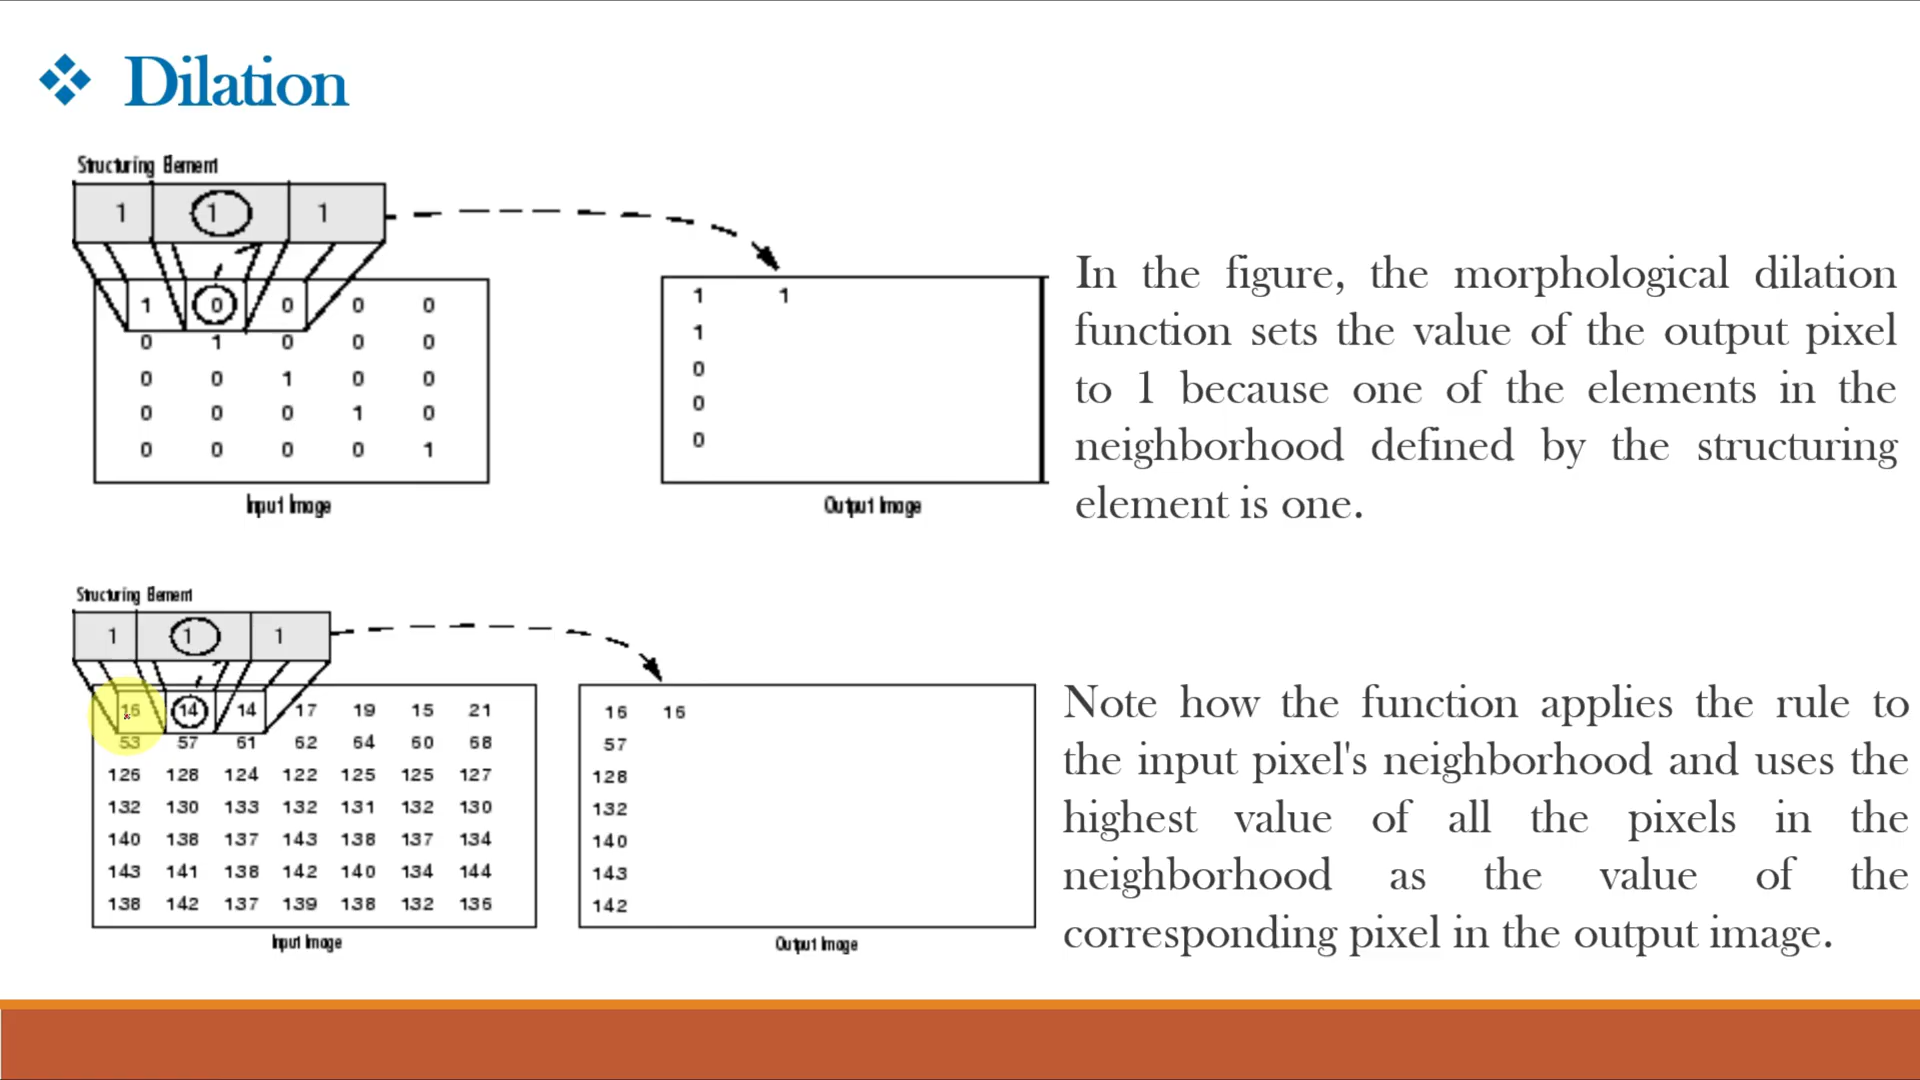 Dilation
Structuring Element
1 1 1
1 0 0 0 0
0 1 0 0 0
0 0 1 0 0
0 0 0 1 0
0 0 0 0 1
Input Image
1 1
1
0
0
0
Output Image
In the figure, the morphological dilation
function sets the value of the output pixel
to 1 because one of the elements in the
neighborhood defined by the structuring
element is one.
Structuring Element
1 1 1
16 14 14 17 19 15 21
53 57 61 62 64 60 68
126 128 124 122 125 125 127
132 130 133 132 131 132 130
140 138 137 143 138 137 134
143 141 138 142 140 134 144
138 142 137 139 138 132 136
Input Image
16 16
57
128
132
140
143
142
Output Image
Note how the function applies the rule to
the input pixel's neighborhood and uses the
highest value of all the pixels in the
neighborhood as the value of the
corresponding pixel in the output image.